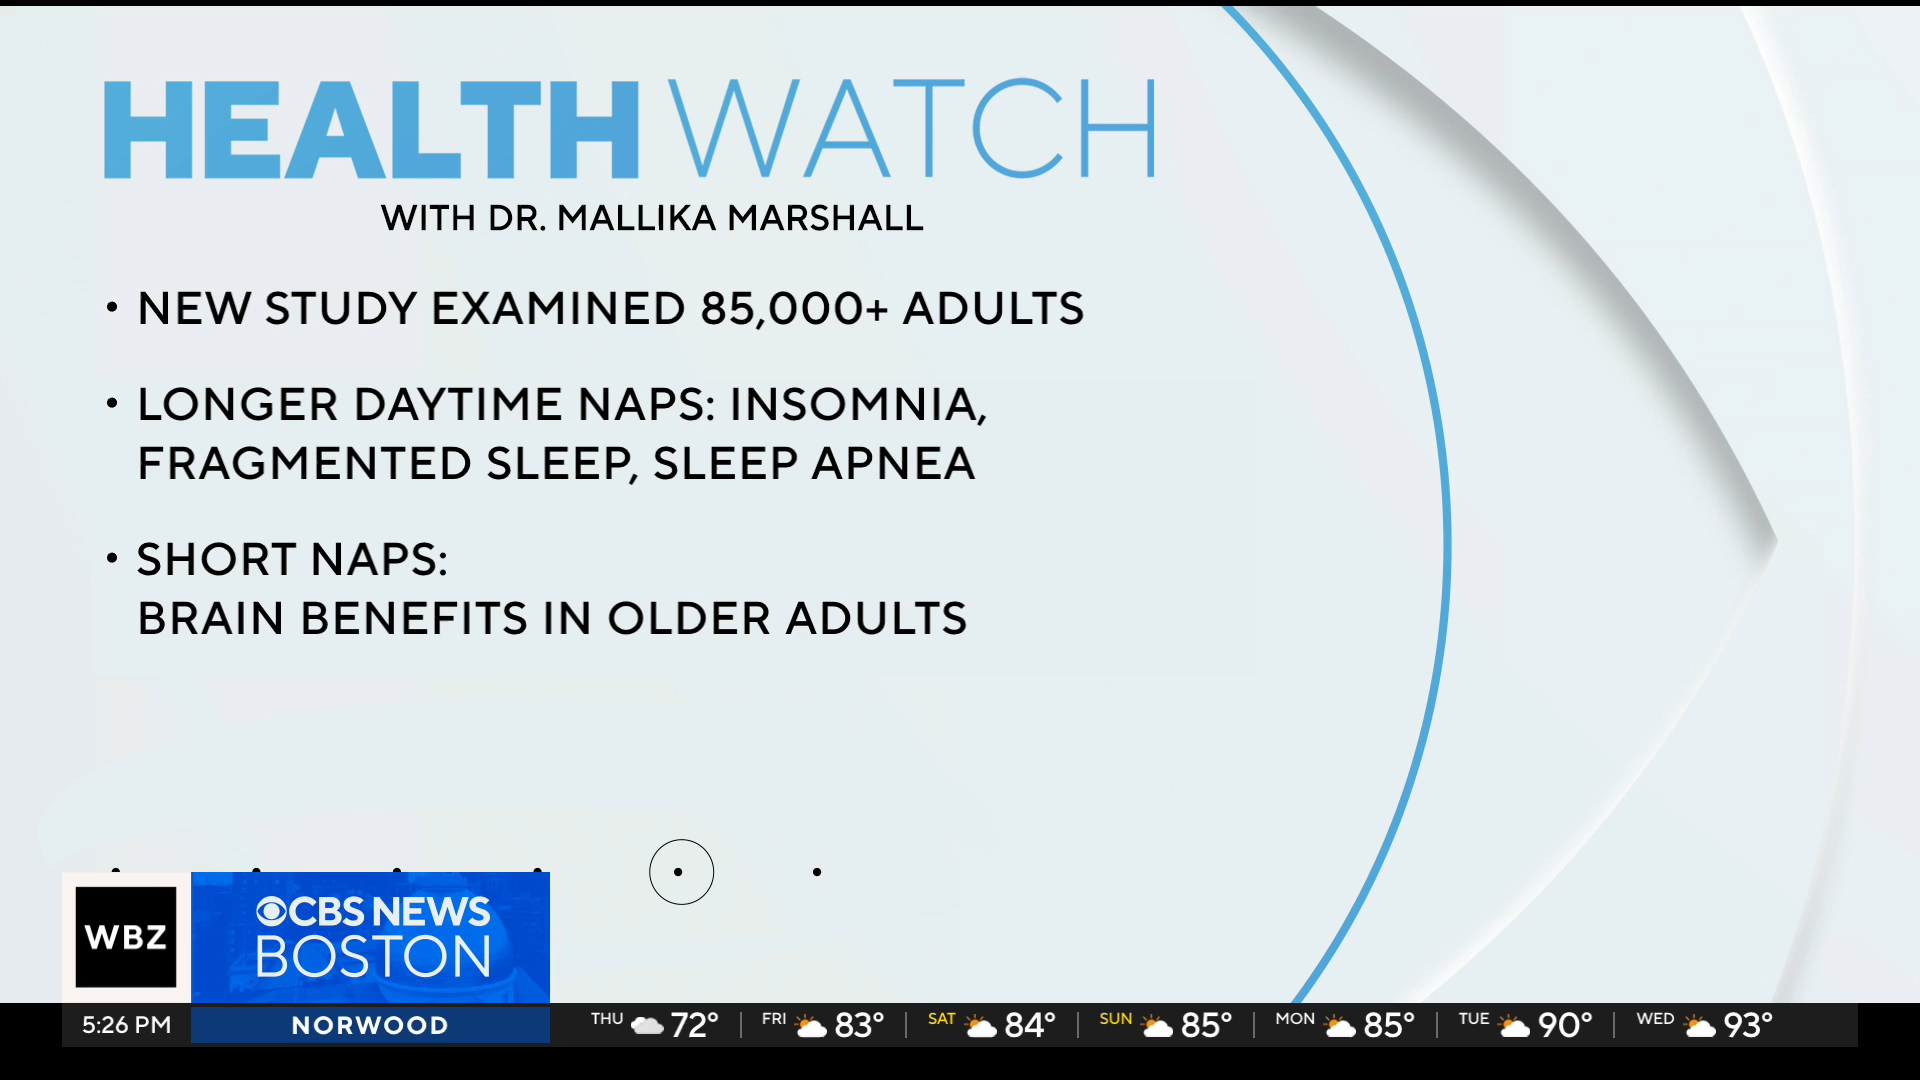 HEALTH WATCH
WITH DR. MALLIKA MARSHALL
• NEW STUDY EXAMINED 85,000+ ADULTS
• LONGER DAYTIME NAPS: INSOMNIA,
FRAGMENTED SLEEP, SLEEP APNEA
• SHORT NAPS:
BRAIN BENEFITS IN OLDER ADULTS
WBZ
CBS NEWS
BOSTON
5:26 PM
NORWOOD
THU 72° | FRI 83° | SAT 84° | SUN 85° | MON 85° | TUE 90° | WED 93°